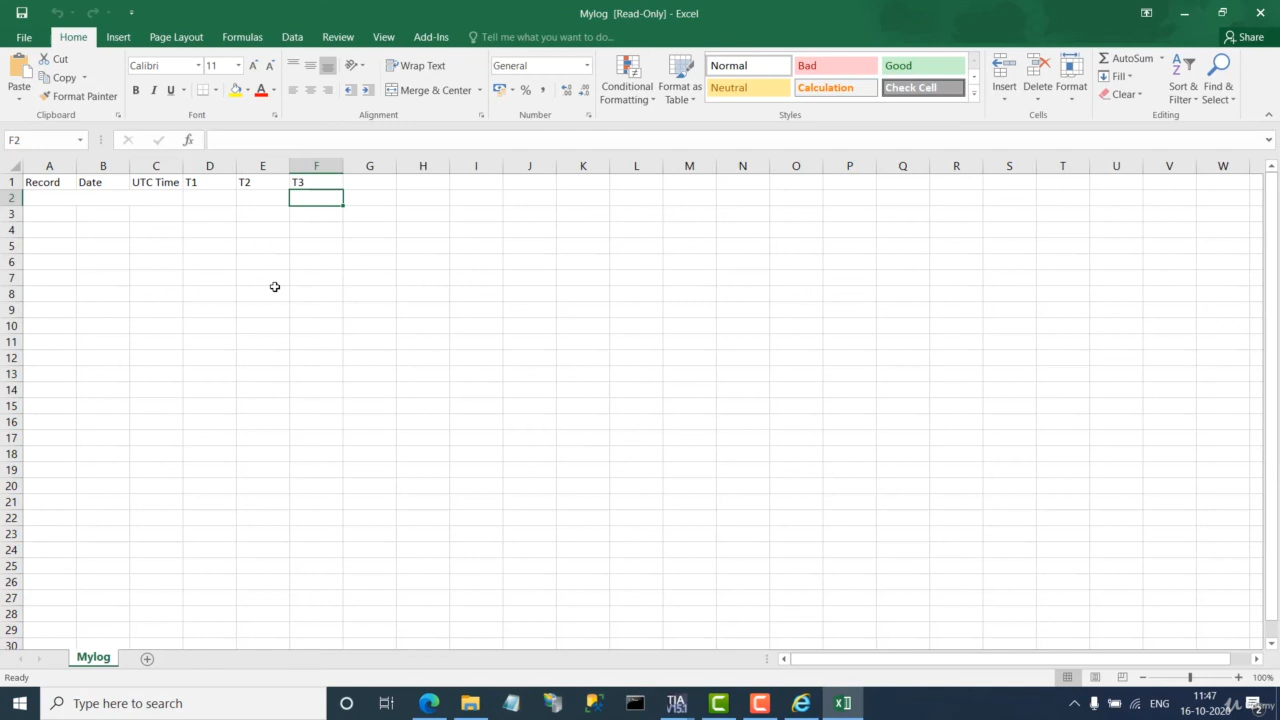 Mylog [Read-Only] - Excel
File Home Insert Page Layout Formulas Data Review View Add-Ins Tell me what you want to do... Share
Paste
Cut
Copy
Format Painter
Clipboard
Calibri 11
B I U
A
Font
Wrap Text
Merge & Center
Alignment
General
%
Number
Conditional Formatting
Format as Table
Normal Bad Good
Neutral Calculation Check Cell
Styles
Insert Delete Format
Cells
AutoSum
Fill
Clear
Sort & Filter
Find & Select
Editing
F2
fx
A B C D E F G H I J K L M N O P Q R S T U V W
1 Record Date UTC Time T1 T2 T3
2
3
4
5
6
7
8
9
10
11
12
13
14
15
16
17
18
19
20
21
22
23
24
25
26
27
28
29
30
Mylog
Ready
100%
Type here to search
TIA
ENG
11:47
16-10-2020